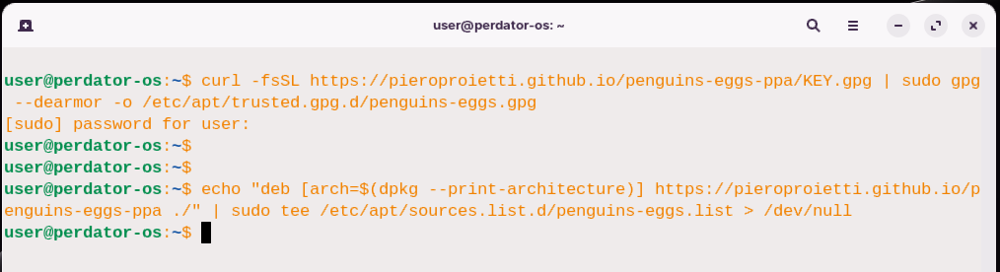 user@perdator-os: ~
user@perdator-os:~$ curl -fsSL https://pieroproietti.github.io/penguins-eggs-ppa/KEY.gpg | sudo gpg
 --dearmor -o /etc/apt/trusted.gpg.d/penguins-eggs.gpg
[sudo] password for user:
user@perdator-os:~$
user@perdator-os:~$
user@perdator-os:~$ echo "deb [arch=$(dpkg --print-architecture)] https://pieroproietti.github.io/p
enguins-eggs-ppa ./" | sudo tee /etc/apt/sources.list.d/penguins-eggs.list > /dev/null
user@perdator-os:~$